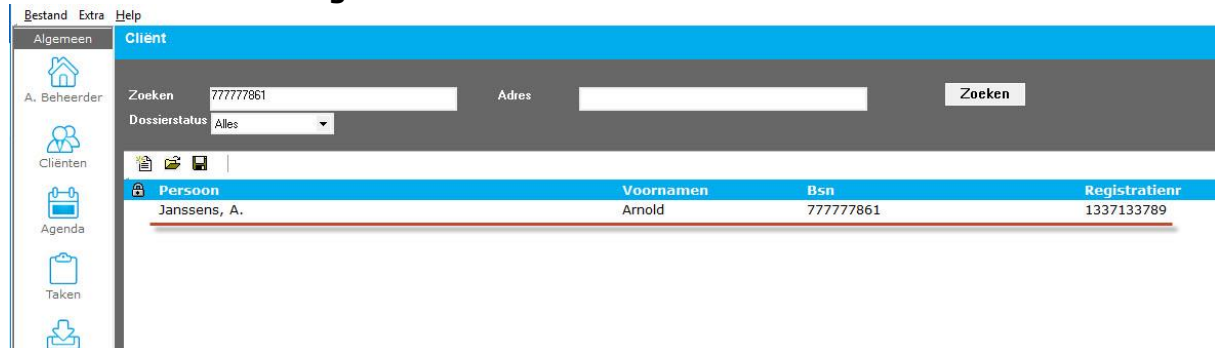 Bestand Extra Help
Algemeen Cliënt
A. Beheerder
Zoeken 777777861 Adres Zoeken
Dossierstatus Alles
Cliënten
Persoon Voornamen Bsn Registratienr
Janssens, A. Arnold 777777861 1337133789
Agenda
Taken